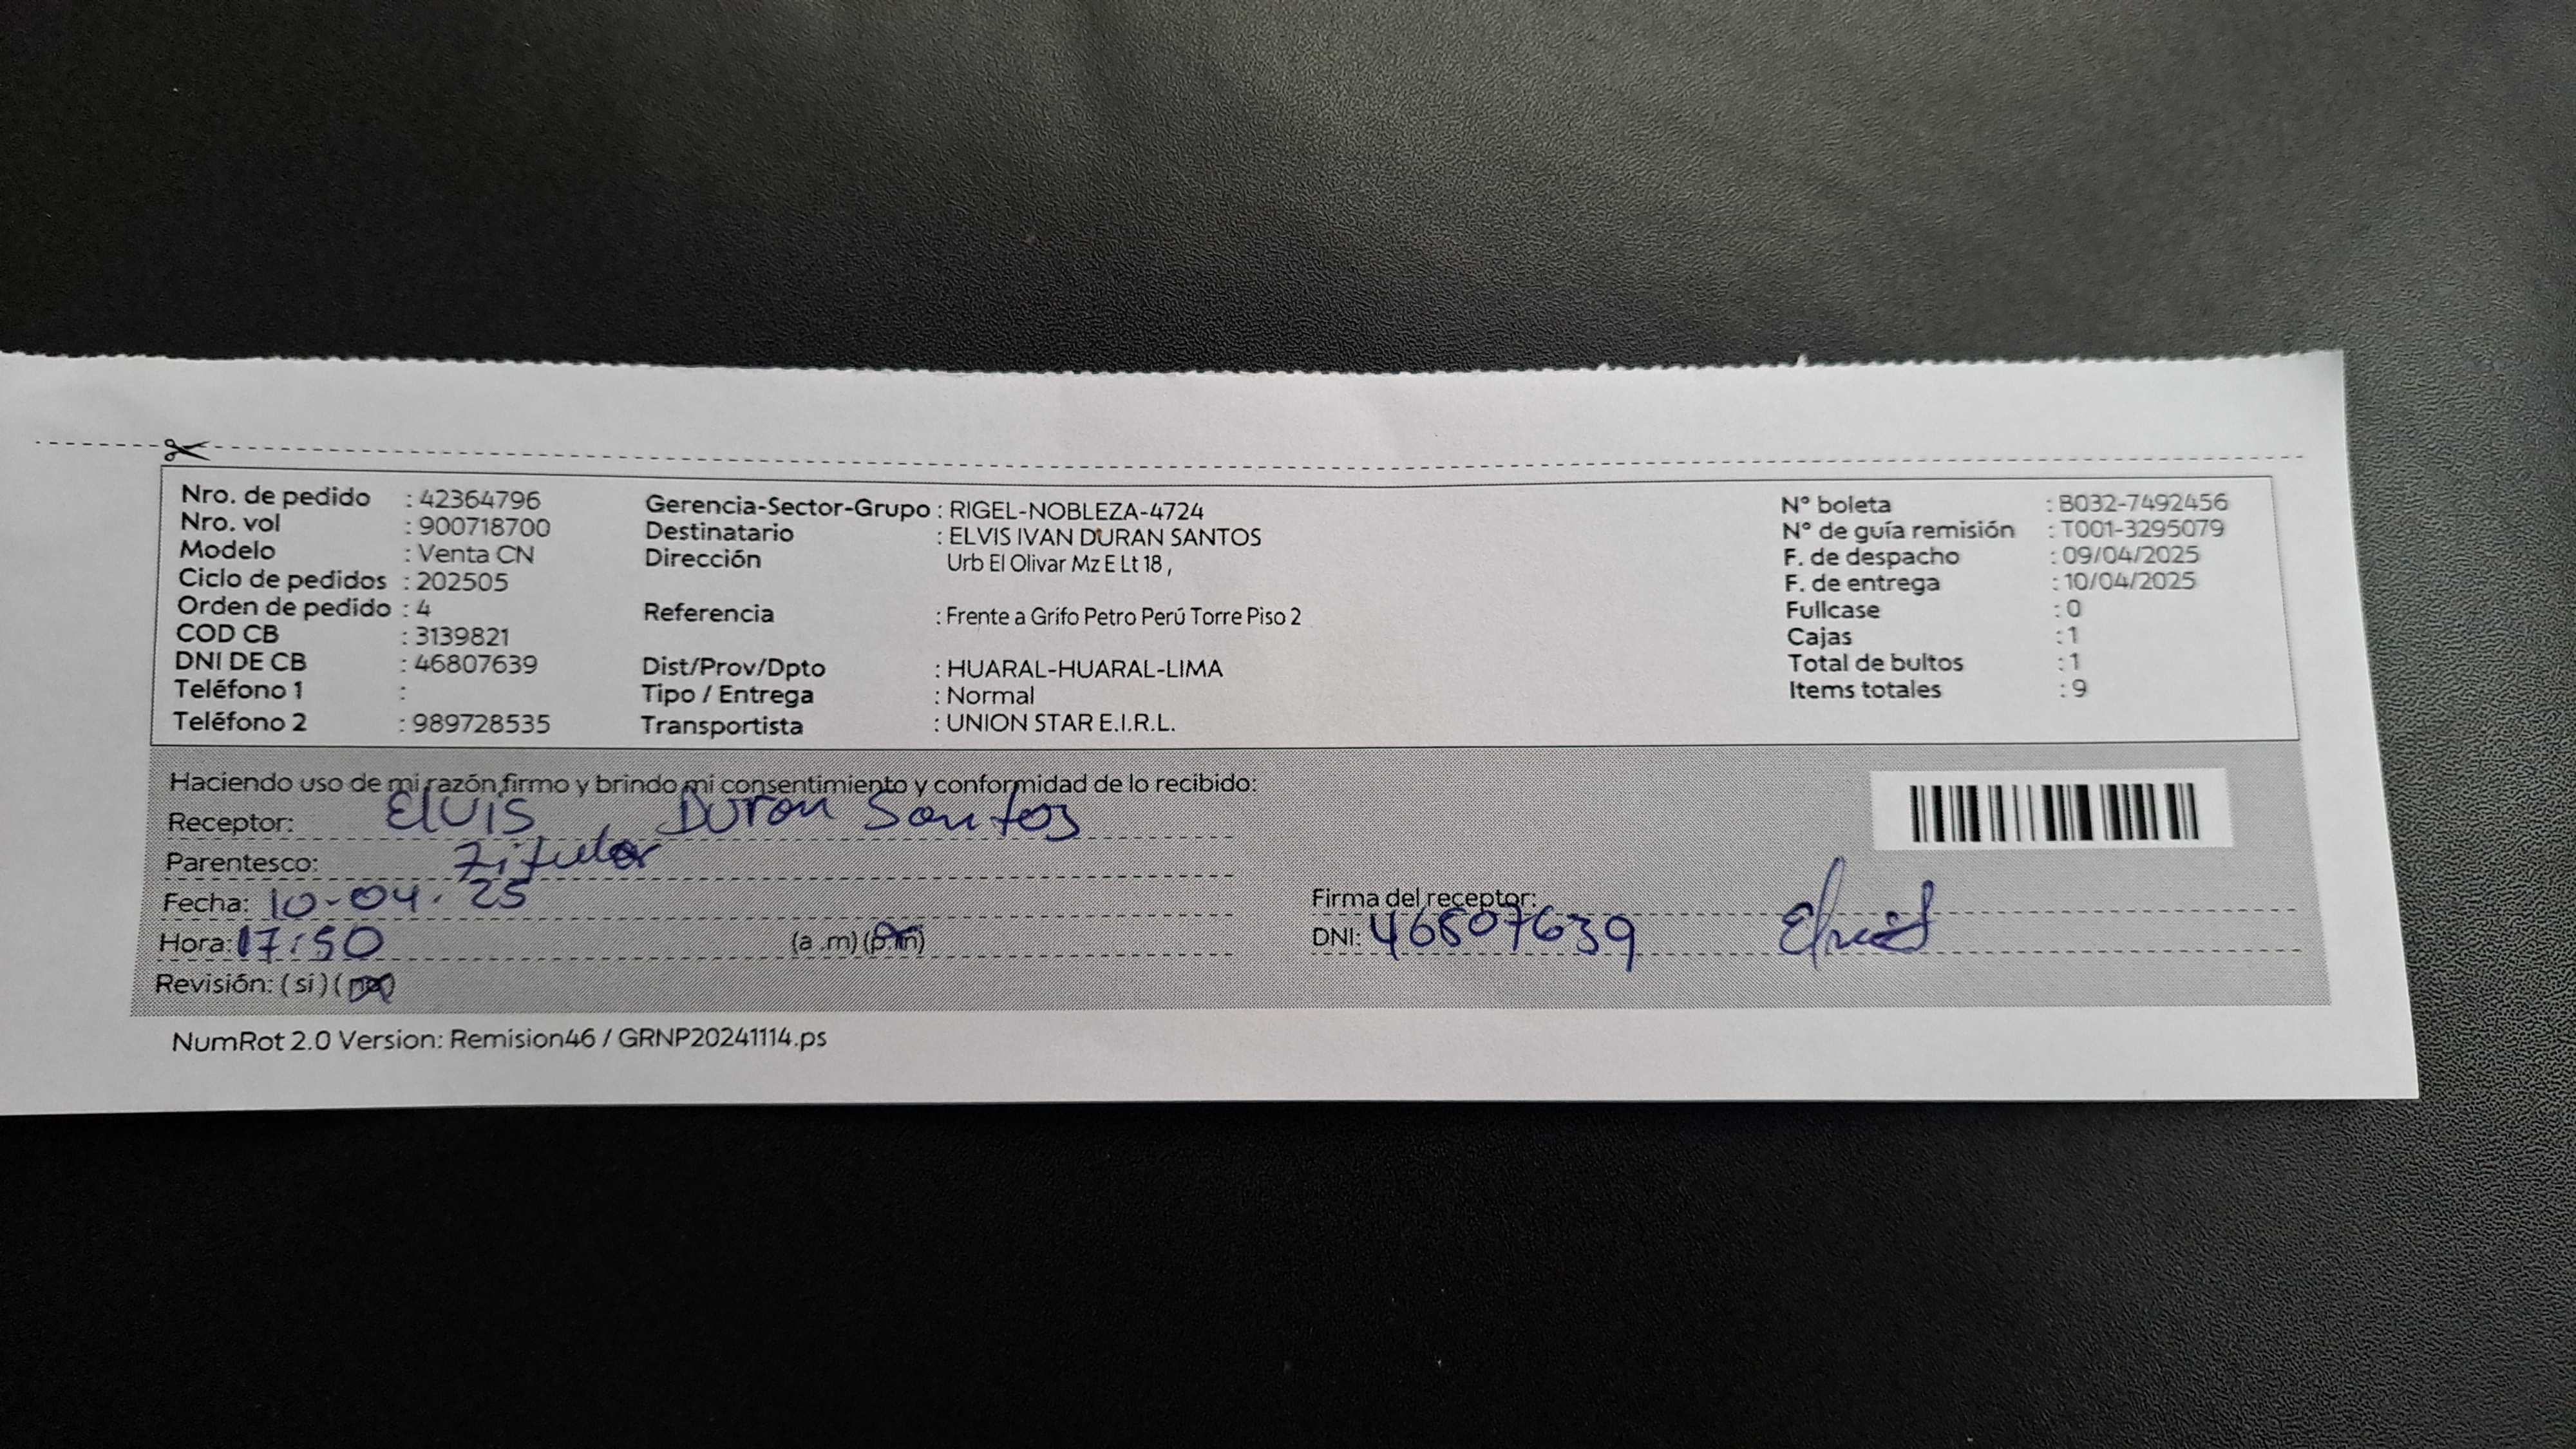 Nro. de pedido : 42364796
Nro. vol : 900718700
Modelo : Venta CN
Ciclo de pedidos : 202505
Orden de pedido : 4
COD CB : 3139821
DNI DE CB : 46807639
Teléfono 1 :
Teléfono 2 : 989728535
Gerencia-Sector-Grupo : RIGEL-NOBLEZA-4724
Destinatario : ELVIS IVAN DURAN SANTOS
Dirección Urb El Olivar Mz E Lt 18 ,
Referencia : Frente a Grifo Petro Perú Torre Piso 2
Dist/Prov/Dpto : HUARAL-HUARAL-LIMA
Tipo / Entrega : Normal
Transportista : UNION STAR E.I.R.L.
N° boleta : B032-7492456
N° de guía remisión : T001-3295079
F. de despacho : 09/04/2025
F. de entrega : 10/04/2025
Fullcase : 0
Cajas : 1
Total de bultos : 1
Items totales : 9
Haciendo uso de mi razón,firmo y brindo mi consentimiento y conformidad de lo recibido:
Receptor: Elvis Duran Santos
Parentesco: Titular
Fecha: 10-04-25
Hora: 17:50 (a .m) (p.m)
Revisión: ( si ) ( no )
Firma del receptor:
DNI: 46807639 Elvis
NumRot 2.0 Version: Remision46 / GRNP20241114.ps